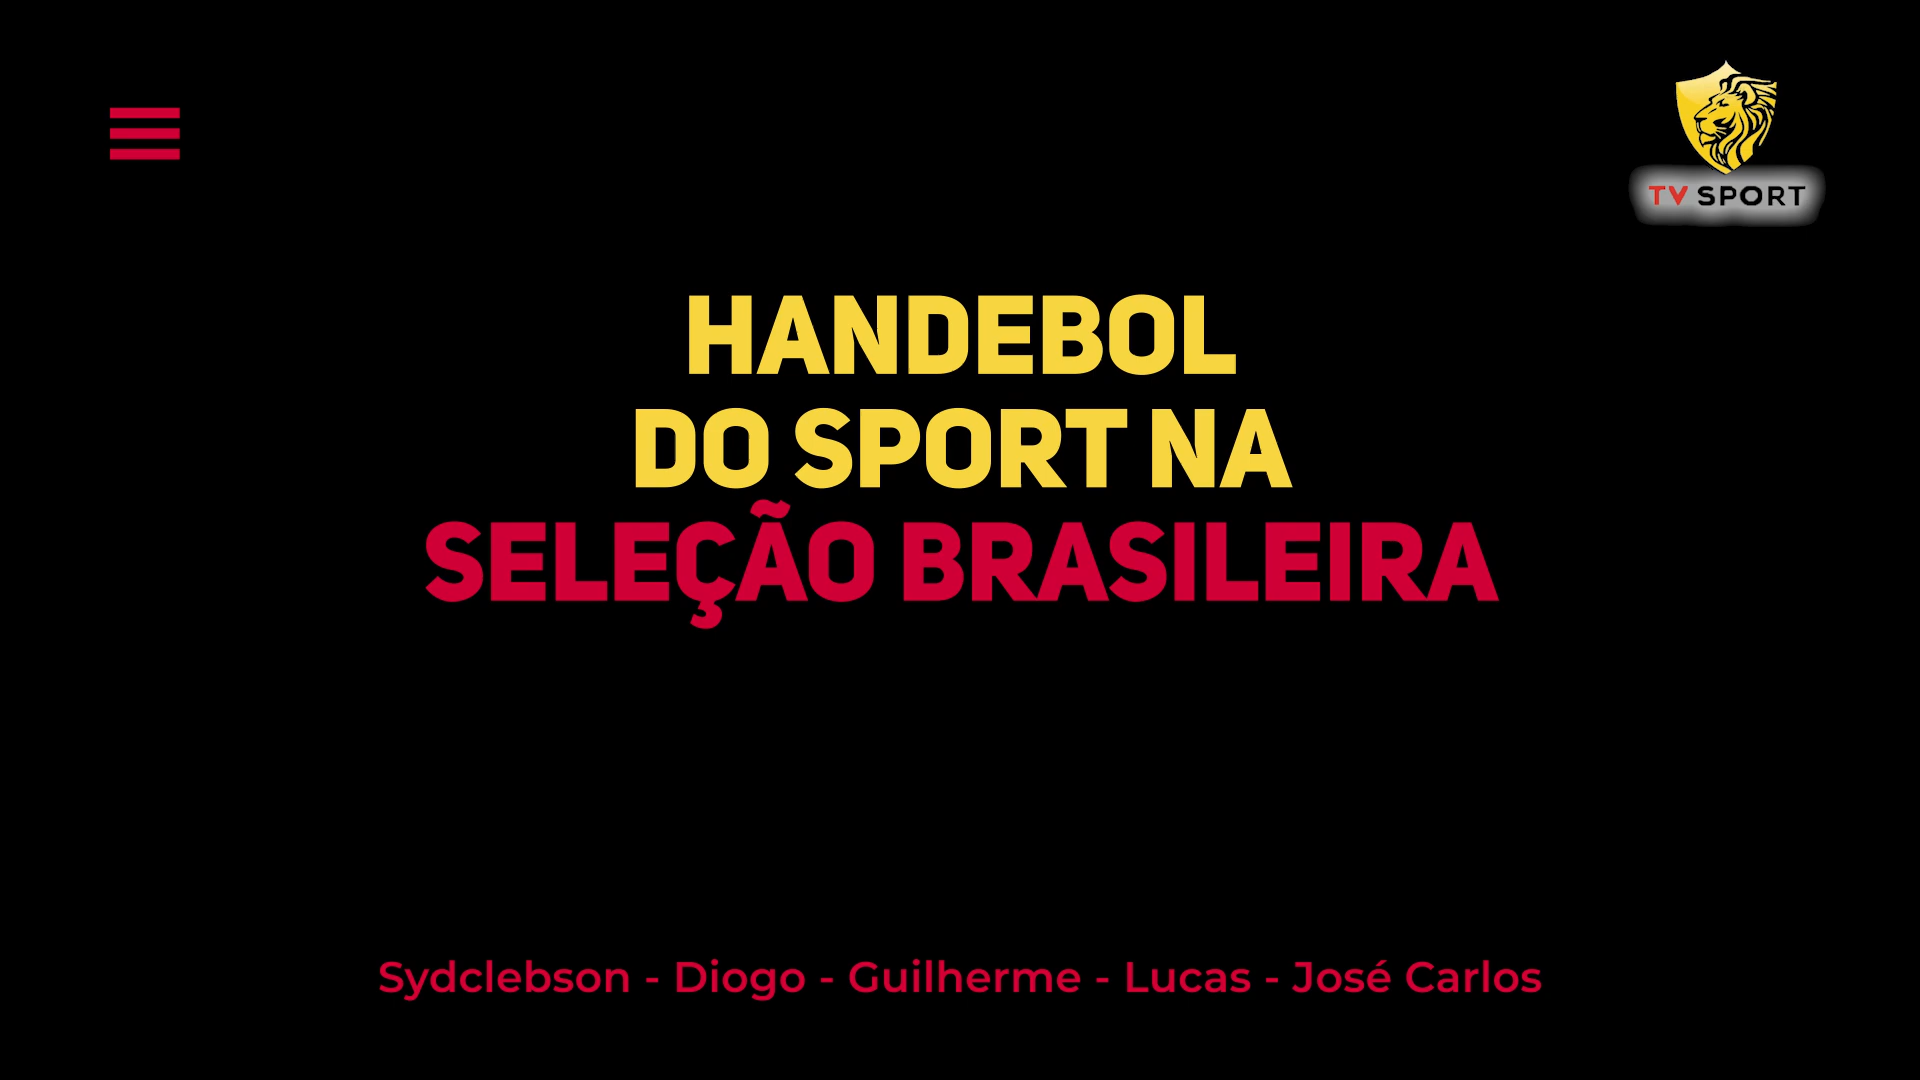 TV SPORT
HANDEBOL
DO SPORT NA
SELEÇÃO BRASILEIRA
Sydclebson - Diogo - Guilherme - Lucas - José Carlos